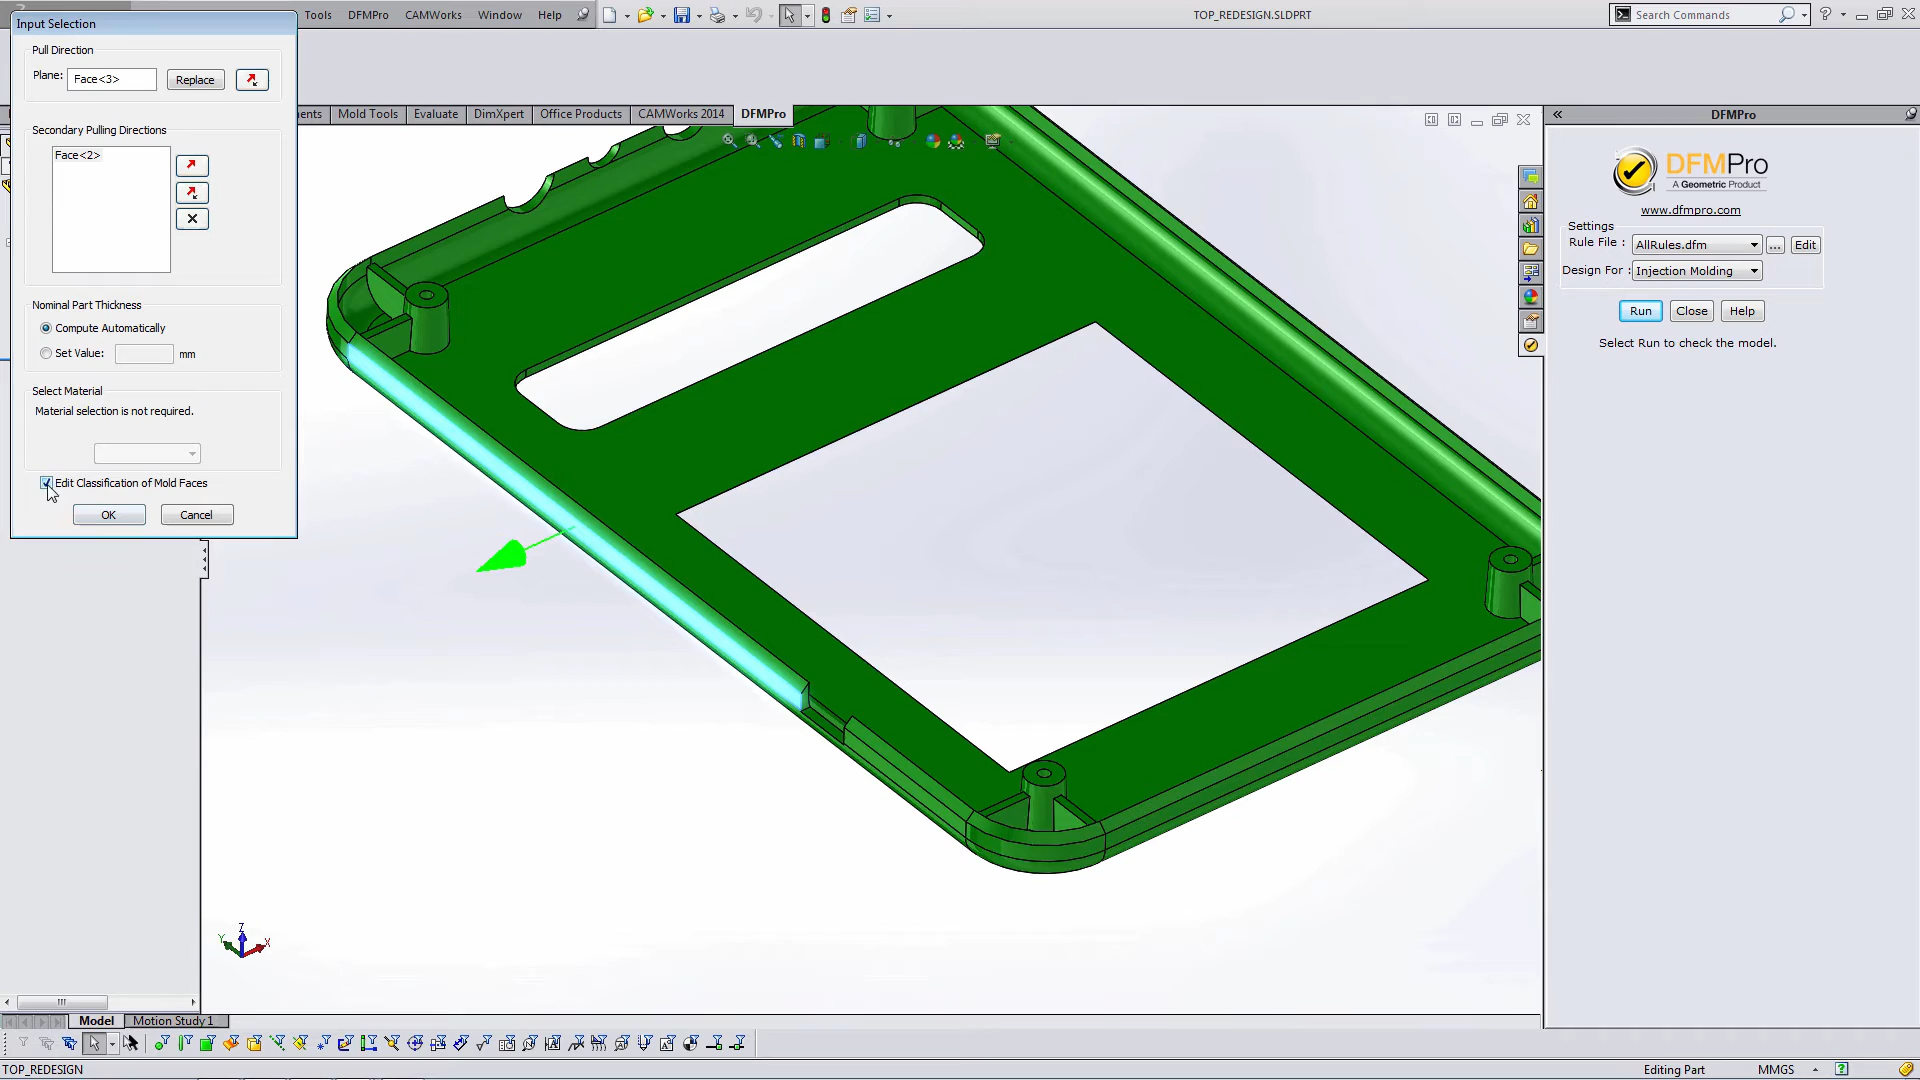 Input Selection
Tools DFMPro CAMWorks Window Help
TOP_REDESIGN.SLDPRT
Search Commands
?
Pull Direction
Plane: Face<3> Replace
ents Mold Tools Evaluate DimXpert Office Products CAMWorks 2014 DFMPro
DFMPro
Secondary Pulling Directions
Face<2>
DFMPro
A Geometric Product
www.dfmpro.com
Settings
Rule File : AllRules.dfm ... Edit
Design For : Injection Molding
Run Close Help
Select Run to check the model.
Nominal Part Thickness
Compute Automatically
Set Value: mm
Select Material
Material selection is not required.
Edit Classification of Mold Faces
OK Cancel
Z
Y X
Model Motion Study 1
TOP_REDESIGN
Editing Part MMGS ?